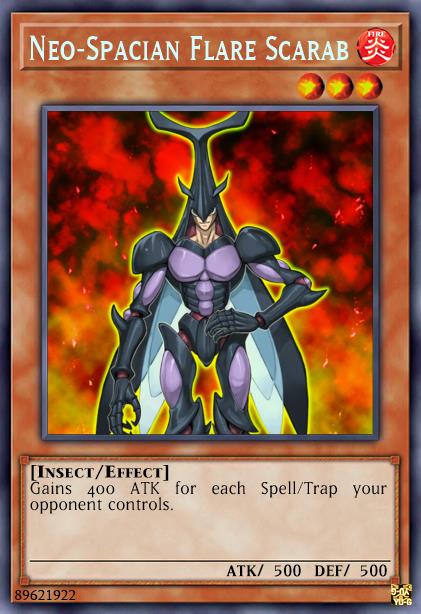 Neo-Spacian Flare Scarab
FIRE
炎
[Insect/Effect]
Gains 400 ATK for each Spell/Trap your
opponent controls.
ATK/ 500 DEF/ 500
89621922